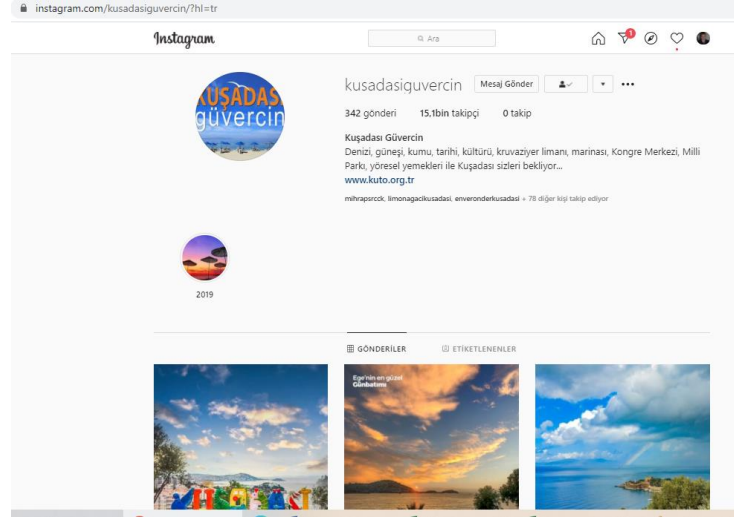 instagram.com/kusadasiguvercin/?hl=tr
Instagram
Ara
1
KUŞADASI
güvercin
kusadasiguvercin Mesaj Gönder
342 gönderi 15,1bin takipçi 0 takip
Kuşadası Güvercin
Denizi, güneşi, kumu, tarihi, kültürü, kruvaziyer limanı, marinası, Kongre Merkezi, Milli
Parkı, yöresel yemekleri ile Kuşadası sizleri bekliyor...
www.kuto.org.tr
mihrapsrcck, limonagacikusadasi, enveronderkusadasi + 78 diğer kişi takip ediyor
2019
GÖNDERİLER ETİKETLENENLER
Ege'nin en güzel
Günbatımı